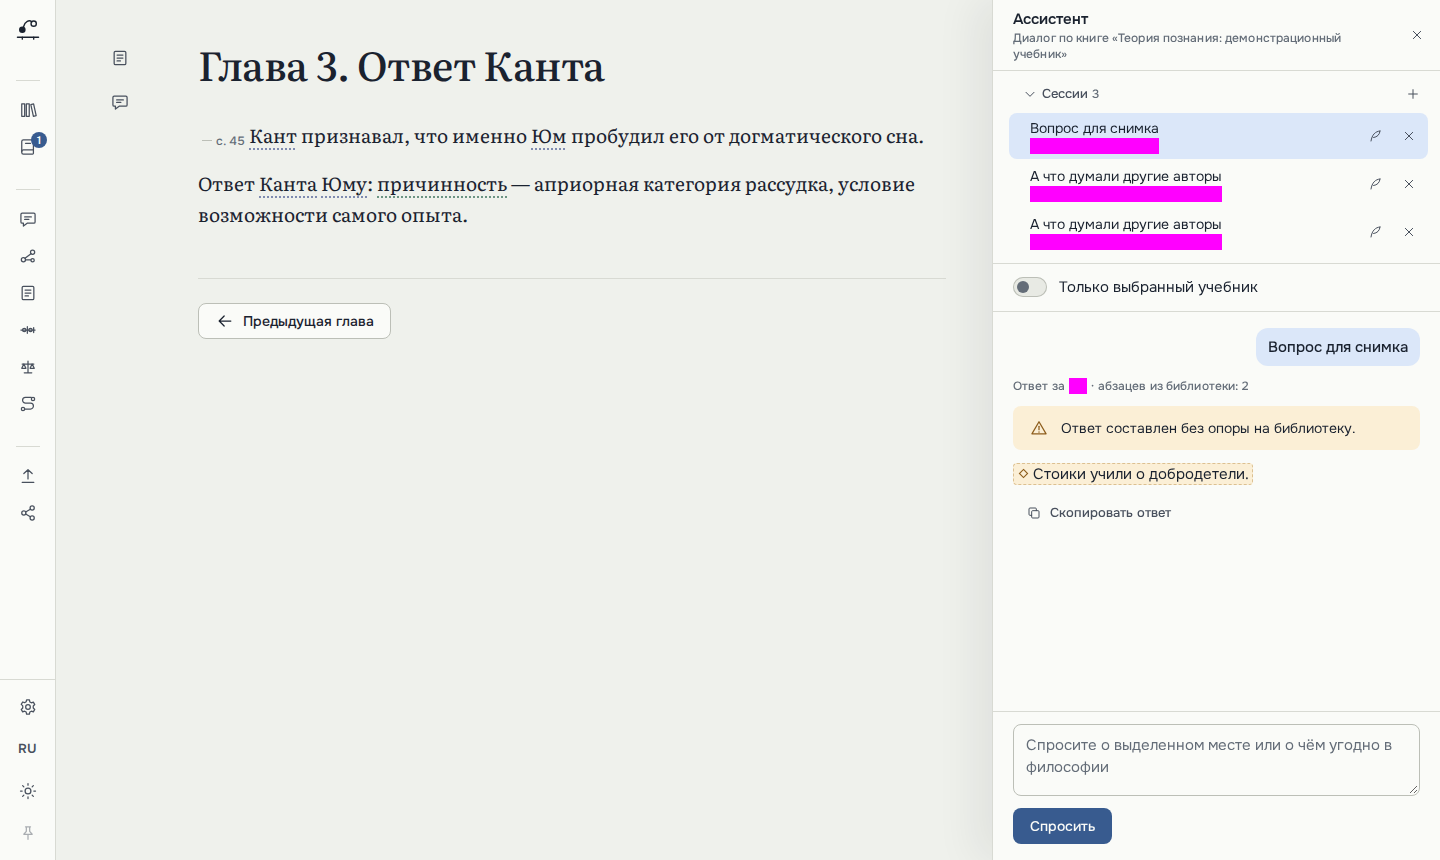 1
RU
Глава 3. Ответ Канта
— с. 45 Кант признавал, что именно Юм пробудил его от догматического сна.
Ответ Канта Юму: причинность — априорная категория рассудка, условие
возможности самого опыта.
Предыдущая глава
Ассистент
Диалог по книге «Теория познания: демонстрационный
учебник»
Сессии 3
Вопрос для снимка
А что думали другие авторы
А что думали другие авторы
Только выбранный учебник
Вопрос для снимка
Ответ за · абзацев из библиотеки: 2
Ответ составлен без опоры на библиотеку.
Стоики учили о добродетели.
Скопировать ответ
Спросите о выделенном месте или о чём угодно в
философии
Спросить